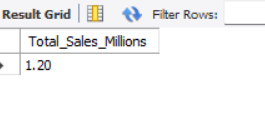 Result Grid Filter Rows:
Total_Sales_Millions
1.20